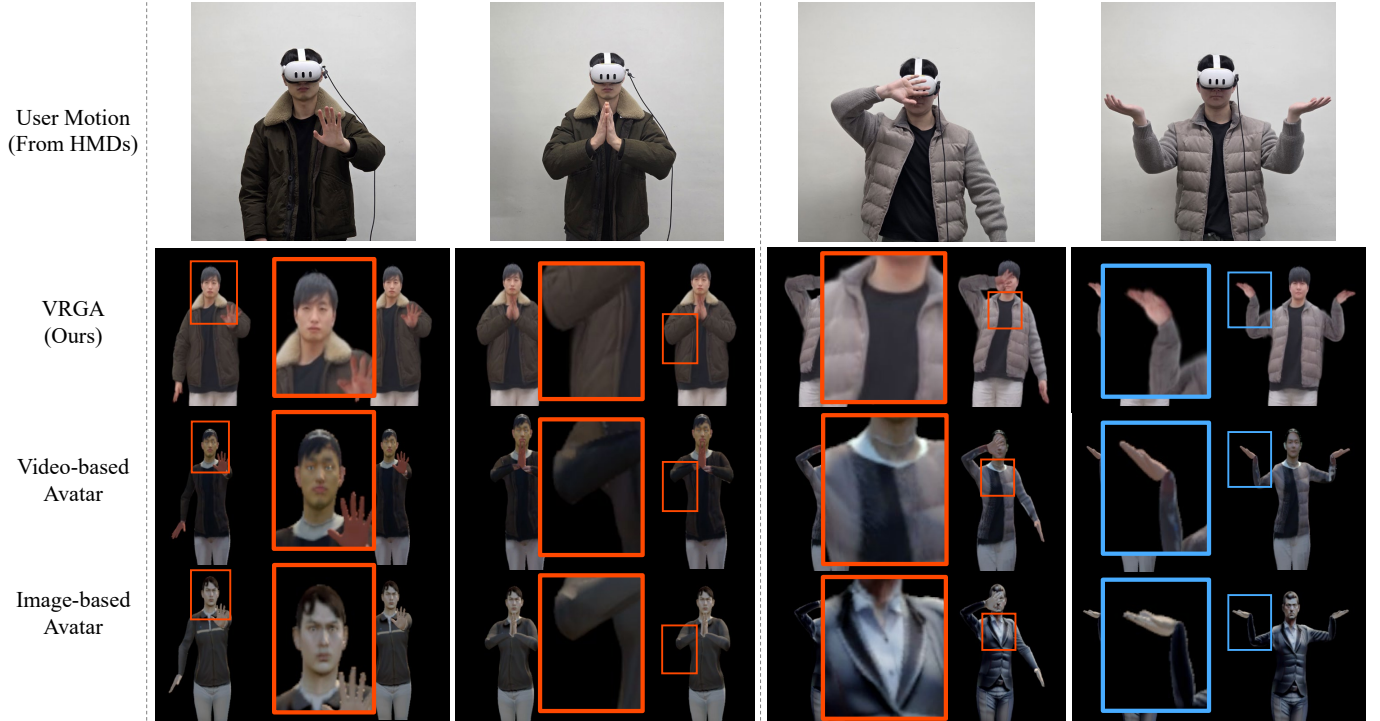 User Motion
(From HMDs)
VRGA
(Ours)
Video-based
Avatar
Image-based
Avatar